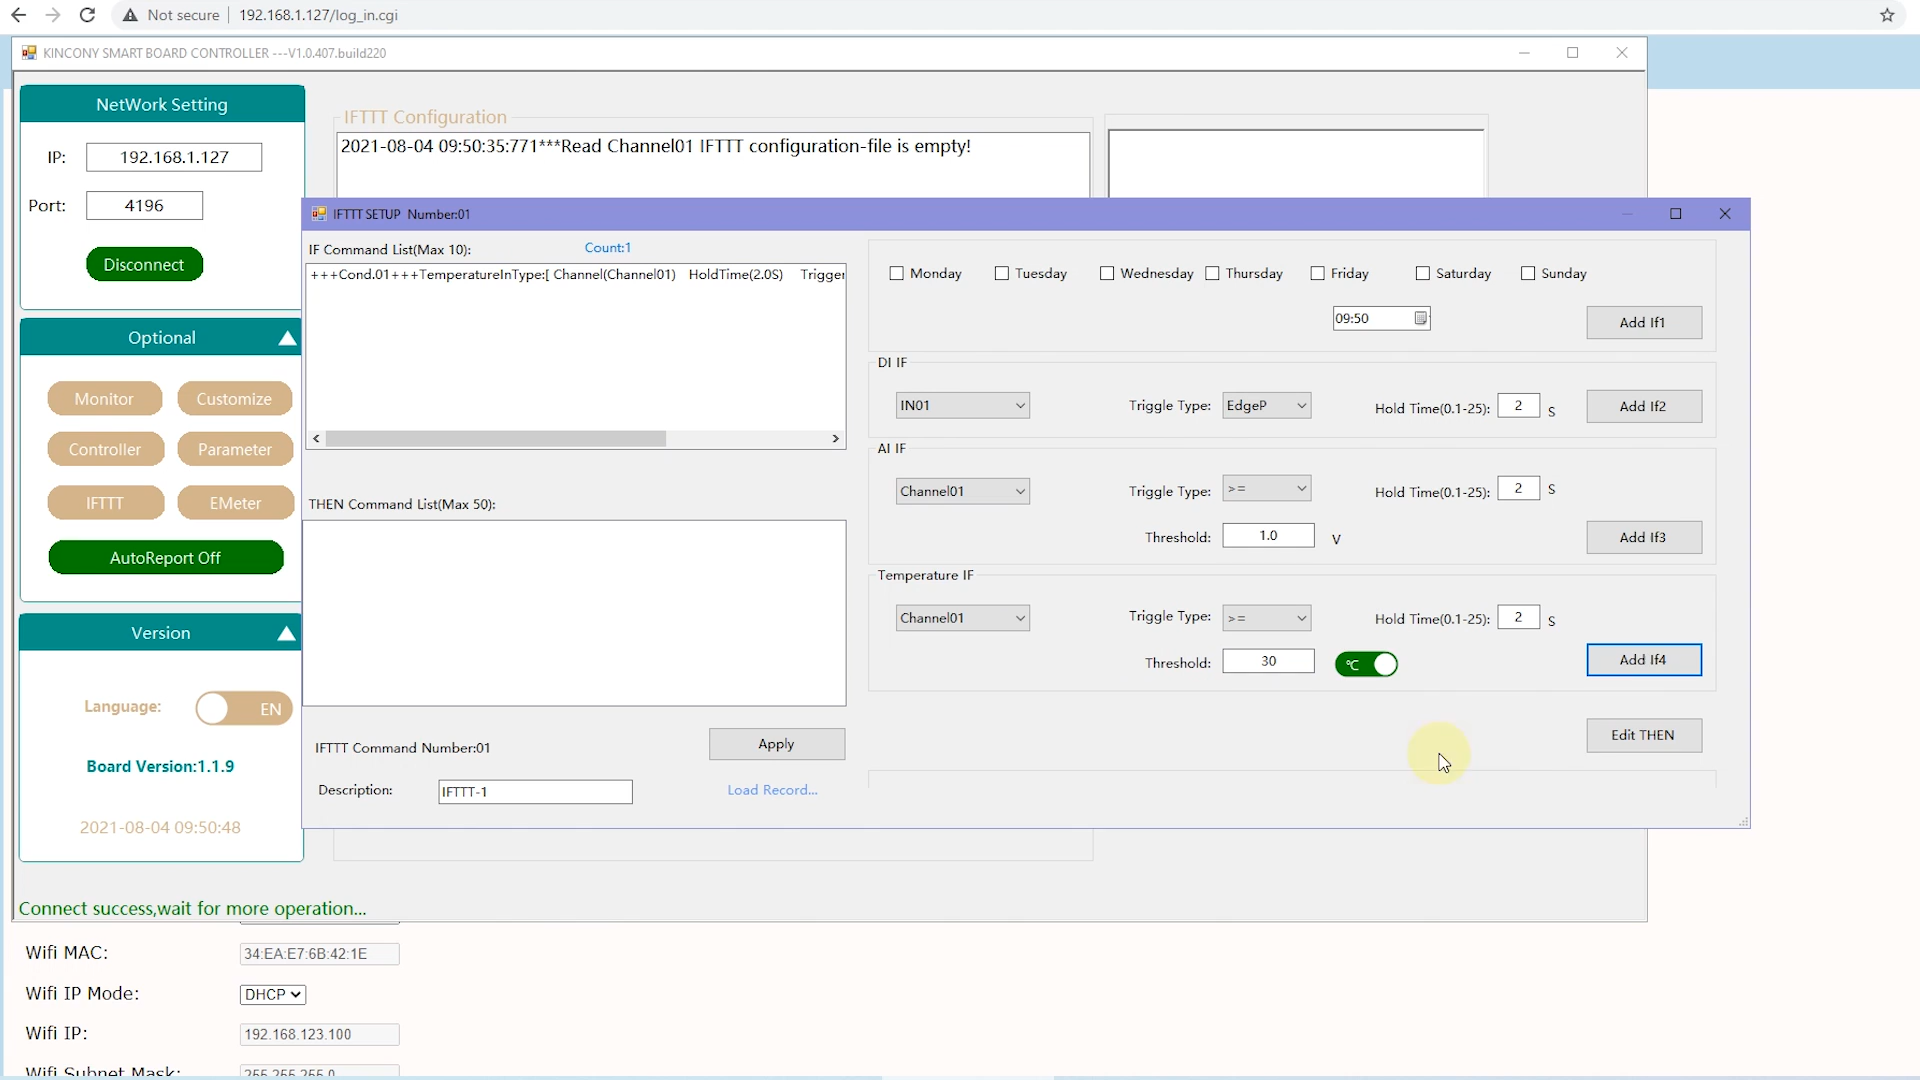 Not secure | 192.168.1.127/log_in.cgi
KINCONY SMART BOARD CONTROLLER ---V1.0.407.build220
NetWork Setting
IP: 192.168.1.127
Port: 4196
Disconnect
Optional
Monitor Customize
Controller Parameter
IFTTT EMeter
AutoReport Off
Version
Language: EN
Board Version:1.1.9
2021-08-04 09:50:48
Connect success,wait for more operation...
IFTTT Configuration
2021-08-04 09:50:35:771***Read Channel01 IFTTT configuration-file is empty!
IFTTT SETUP Number:01
IF Command List(Max 10): Count:1
+++Cond.01+++TemperatureInType:[ Channel(Channel01) HoldTime(2.0S) Trigger
THEN Command List(Max 50):
IFTTT Command Number:01 Apply
Description: IFTTT-1 Load Record...
Monday Tuesday Wednesday Thursday Friday Saturday Sunday
09:50 Add If1
DI IF
IN01 Triggle Type: EdgeP Hold Time(0.1-25): 2 S Add If2
AI IF
Channel01 Triggle Type: >= Hold Time(0.1-25): 2 S
Threshold: 1.0 V Add If3
Temperature IF
Channel01 Triggle Type: >= Hold Time(0.1-25): 2 S
Threshold: 30 ℃ Add If4
Edit THEN
Wifi MAC: 34:EA:E7:6B:42:1E
Wifi IP Mode: DHCP
Wifi IP: 192.168.123.100
Wifi Subnet Mask: 255.255.255.0